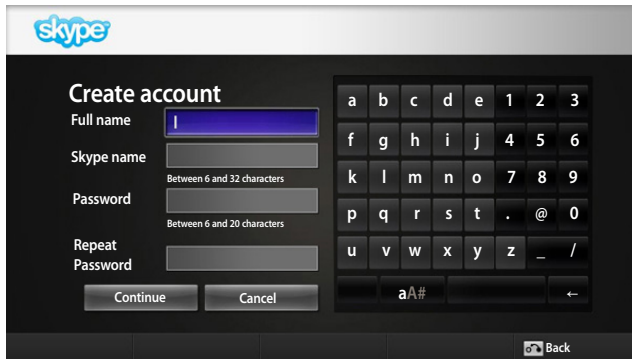 skype
Create account
Full name
Skype name
Between 6 and 32 characters
Password
Between 6 and 20 characters
Repeat
Password
Continue Cancel
a b c d e 1 2 3
f g h i j 4 5 6
k l m n o 7 8 9
p q r s t . @ 0
u v w x y z _ /
aA# ←
Back